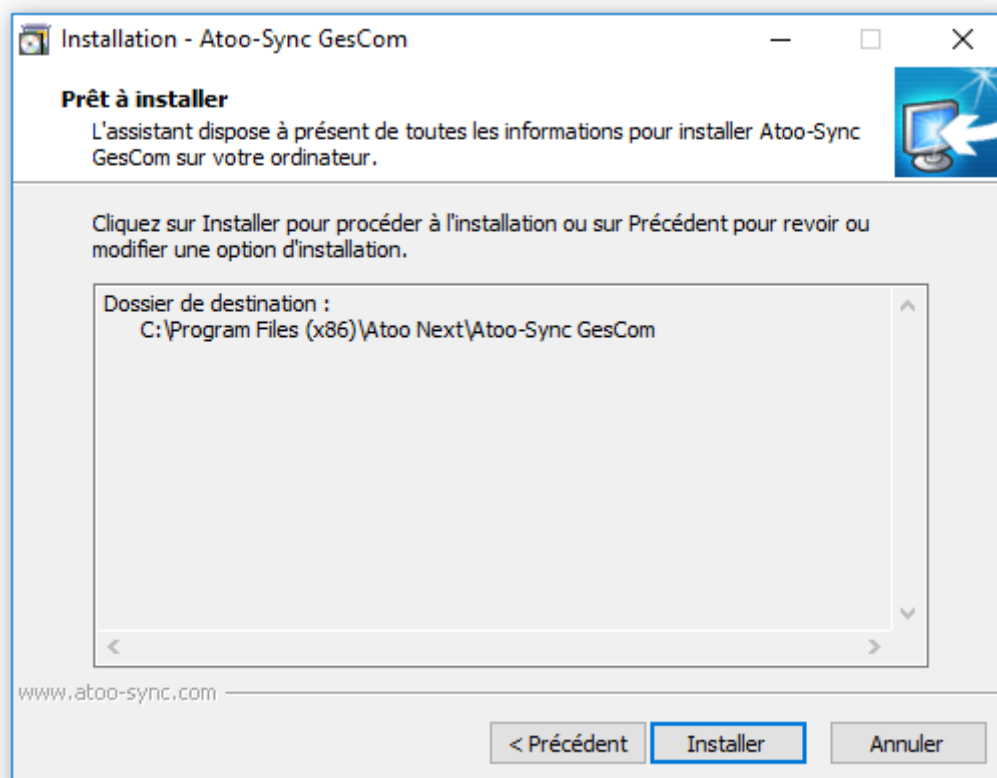 Installation - Atoo-Sync GesCom
Prêt à installer
L'assistant dispose à présent de toutes les informations pour installer Atoo-Sync
GesCom sur votre ordinateur.
Cliquez sur Installer pour procéder à l'installation ou sur Précédent pour revoir ou
modifier une option d'installation.
Dossier de destination :
C:\Program Files (x86)\Atoo Next\Atoo-Sync GesCom
www.atoo-sync.com
< Précédent
Installer
Annuler